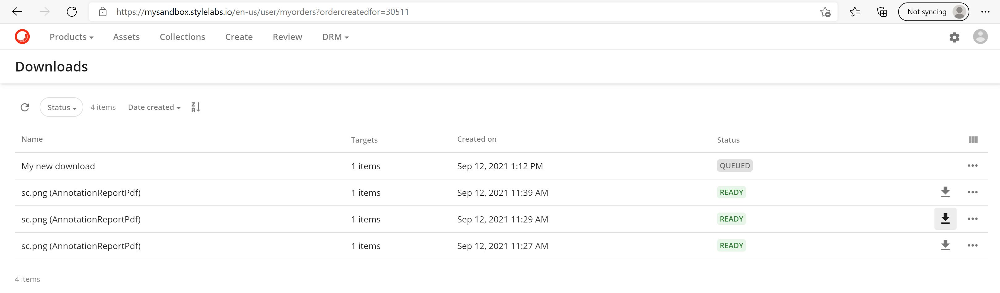 https://mysandbox.stylelabs.io/en-us/user/myorders?ordercreatedfor=30511 Not syncing
Products Assets Collections Create Review DRM
Downloads
Status 4 items Date created Z A
Name Targets Created on Status
My new download 1 items Sep 12, 2021 1:12 PM QUEUED
sc.png (AnnotationReportPdf) 1 items Sep 12, 2021 11:39 AM READY
sc.png (AnnotationReportPdf) 1 items Sep 12, 2021 11:29 AM READY
sc.png (AnnotationReportPdf) 1 items Sep 12, 2021 11:27 AM READY
4 items